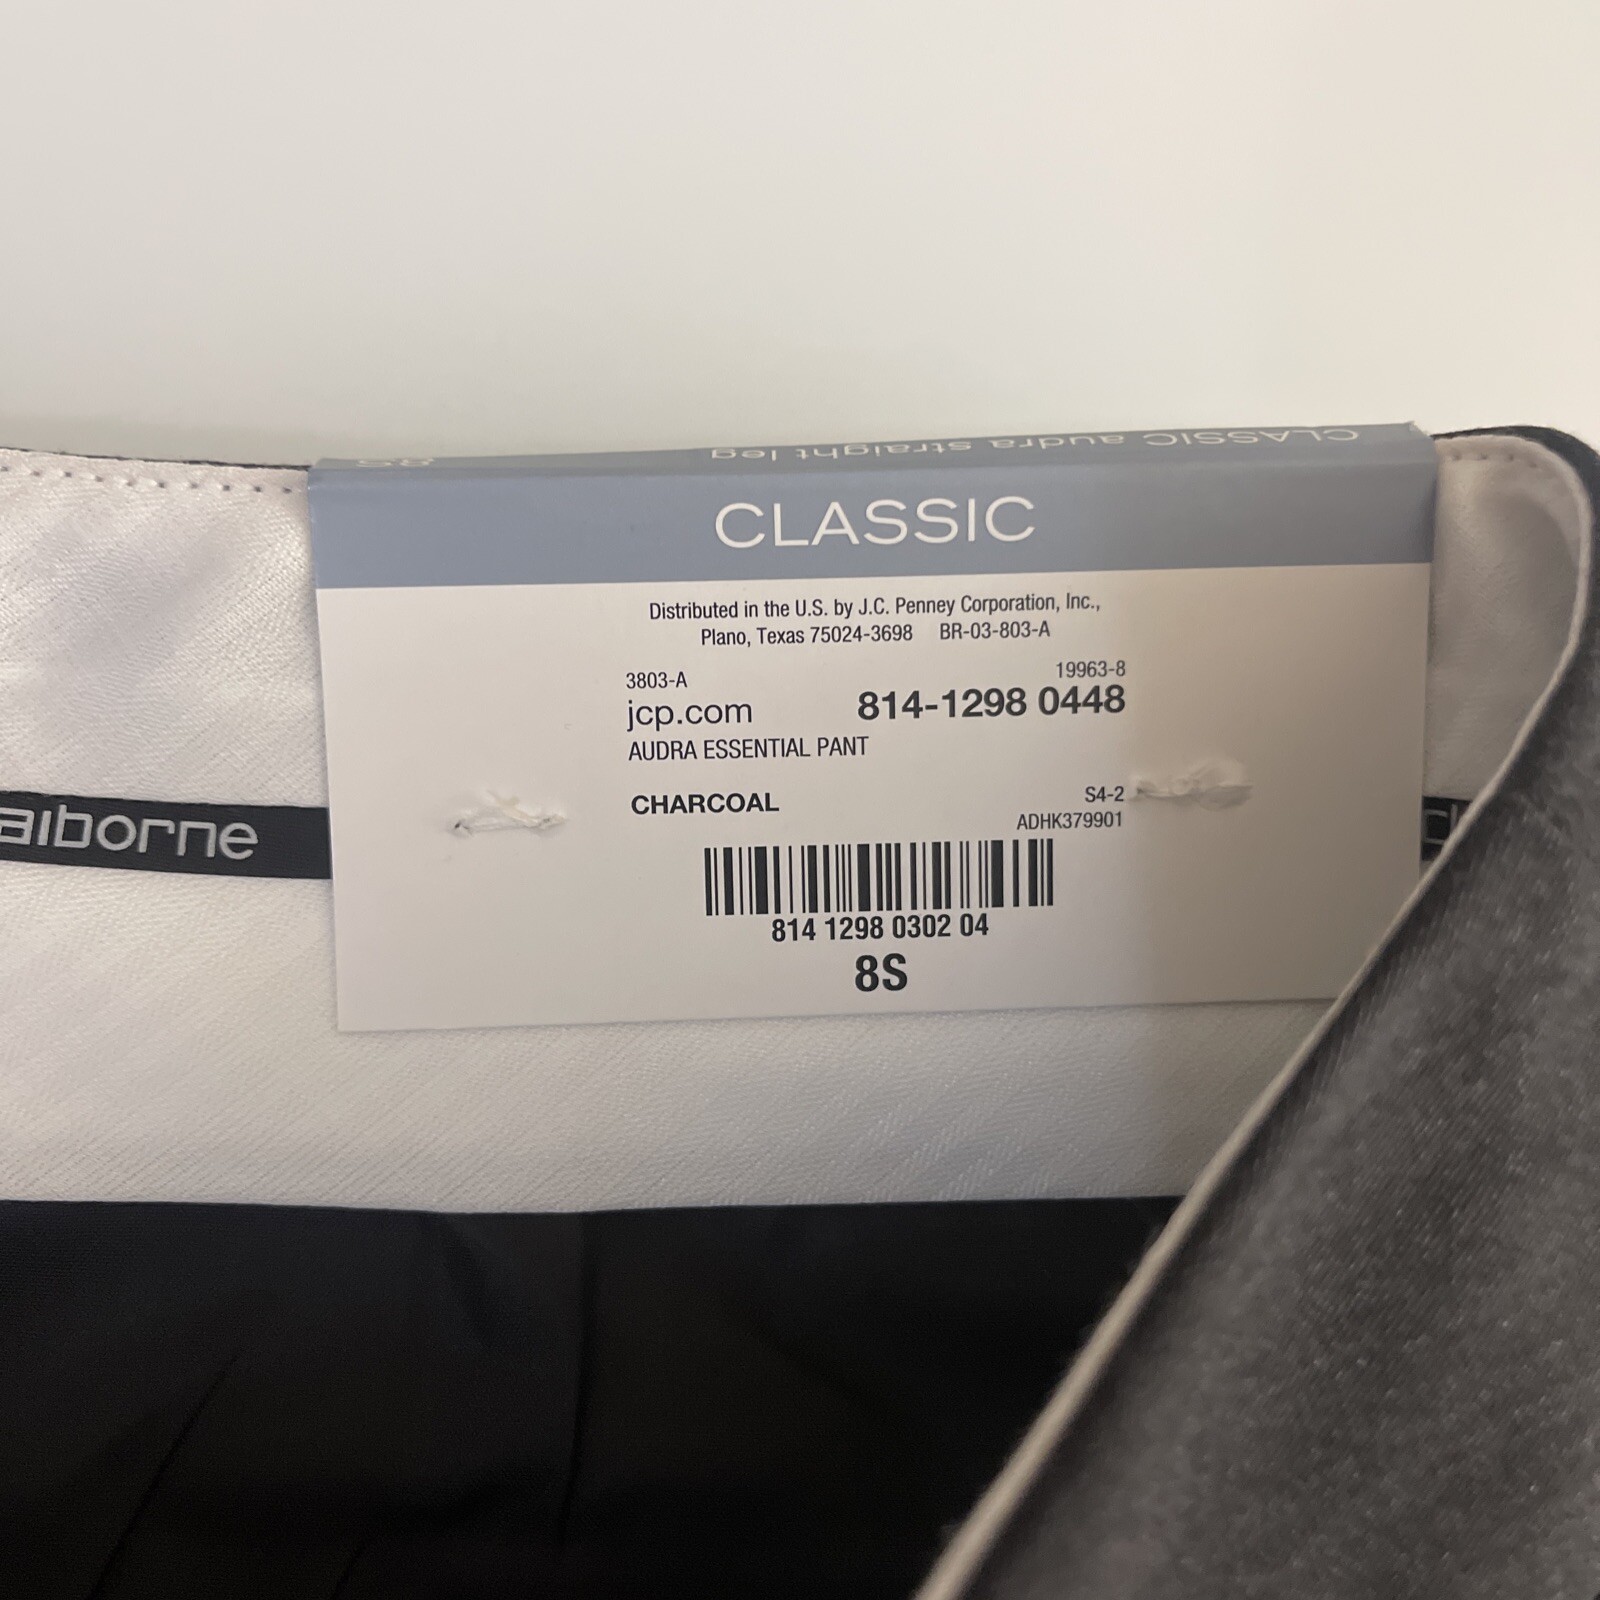 CLASSIC audra straight leg 8S
CLASSIC
Distributed in the U.S. by J.C. Penney Corporation, Inc.,
Plano, Texas 75024-3698 BR-03-803-A
3803-A 19963-8
jcp.com 814-1298 0448
AUDRA ESSENTIAL PANT
CHARCOAL S4-2
ADHK379901
814 1298 0302 04
8S
aiborne
cl